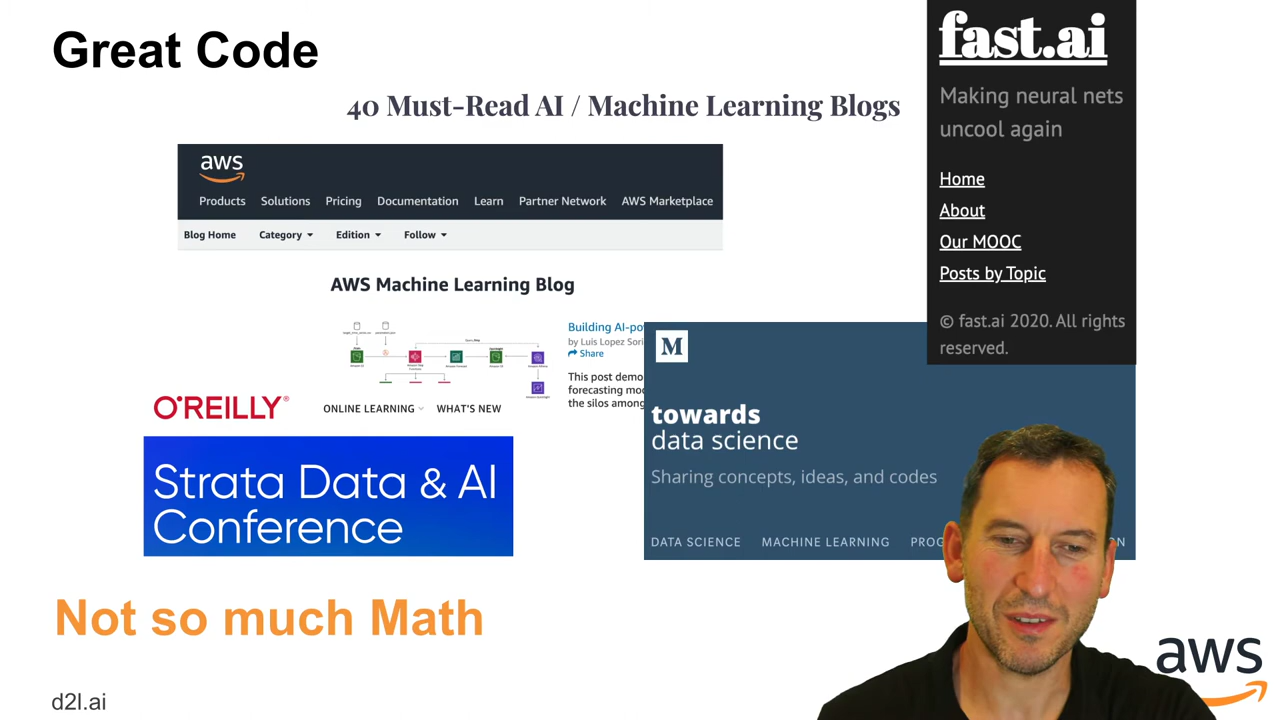 Great Code
40 Must-Read AI / Machine Learning Blogs
fast.ai
Making neural nets
uncool again
Home
About
Our MOOC
Posts by Topic
© fast.ai 2020. All rights
reserved.
aws
Products Solutions Pricing Documentation Learn Partner Network AWS Marketplace
Blog Home Category Edition Follow
AWS Machine Learning Blog
Building AI-po
by Luis Lopez Sori
Share
This post demo
forecasting mod
the silos among
O'REILLY®
ONLINE LEARNING WHAT'S NEW
Strata Data & AI
Conference
M
towards
data science
Sharing concepts, ideas, and codes
DATA SCIENCE MACHINE LEARNING PROG ON
Not so much Math
aws
d2l.ai